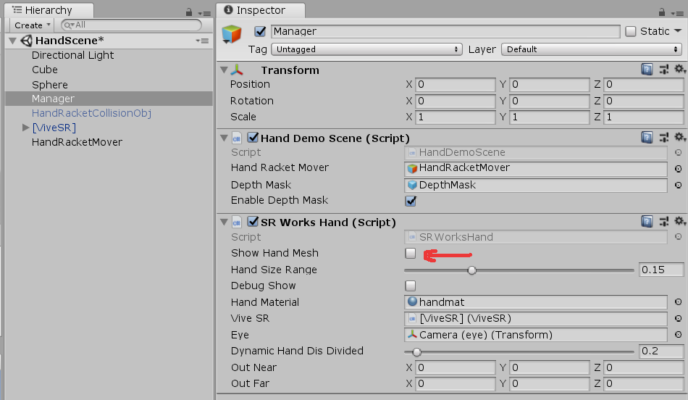 Hierarchy
Create
All
HandScene*
Directional Light
Cube
Sphere
Manager
HandRacketCollisionObj
[ViveSR]
HandRacketMover
Inspector
Manager
Static
Tag Untagged Layer Default
Transform
Position X 0 Y 0 Z 0
Rotation X 0 Y 0 Z 0
Scale X 1 Y 1 Z 1
Hand Demo Scene (Script)
Script HandDemoScene
Hand Racket Mover HandRacketMover
Depth Mask DepthMask
Enable Depth Mask
SR Works Hand (Script)
Script SRWorksHand
Show Hand Mesh
Hand Size Range 0.15
Debug Show
Hand Material handmat
Vive SR [ViveSR] (ViveSR)
Eye Camera (eye) (Transform)
Dynamic Hand Dis Divided 0.2
Out Near X 0 Y 0 Z 0
Out Far X 0 Y 0 Z 0